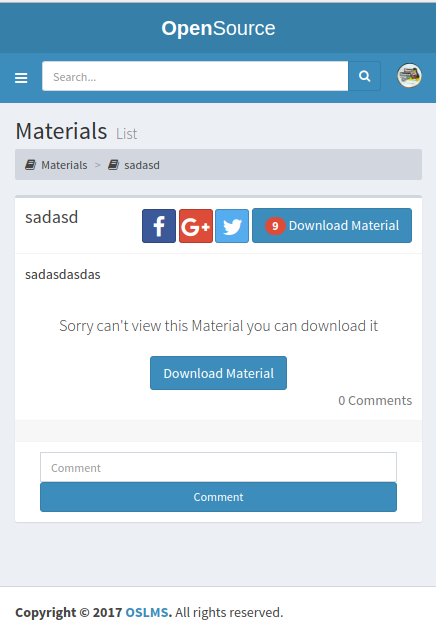 OpenSource
Search...
Materials List
Materials > sadasd
sadasd
9 Download Material
sadasdasdas
Sorry can't view this Material you can download it
Download Material
0 Comments
Comment
Comment
Copyright © 2017 OSLMS. All rights reserved.